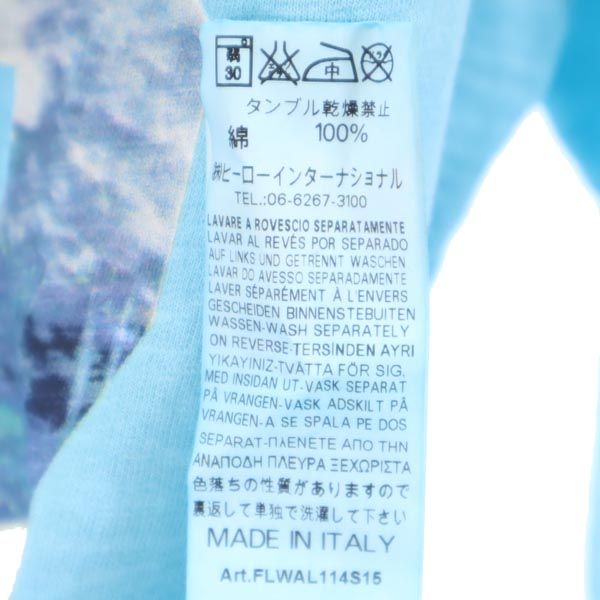 弱
30
中
タンブル乾燥禁止
綿 100%
㈱ヒーローインターナショナル
TEL.:06-6267-3100
LAVARE A ROVESCIO SEPARATAMENTE
LAVAR AL REVÉS POR SEPARADO
AUF LINKS UND GETRENNT WASCHEN
LAVAR DO AVESSO SEPARADAMENTE
LAVER SÉPARÉMENT À L'ENVERS
GESCHEIDEN BINNENSTEBUITEN
WASSEN-WASH SEPARATELY
ON REVERSE-TERSINDEN AYRI
YIKAYINIZ-TVÄTTA FÖR SIG.
MED INSIDAN UT-VASK SEPARAT
PÅ VRANGEN-VASK ADSKILT PÅ
VRANGEN-A SE SPALA PE DOS
SEPARAT-ΠΛΕΝΕΤΕ ΑΠΟ ΤΗΝ
ΑΝΑΠΟΔΗ ΠΛΕΥΡΑ ΞΕΧΩΡΙΣΤΑ
色落ちの性質がありますので
裏返して単独で洗濯して下さい
MADE IN ITALY
Art.FLWAL114S15